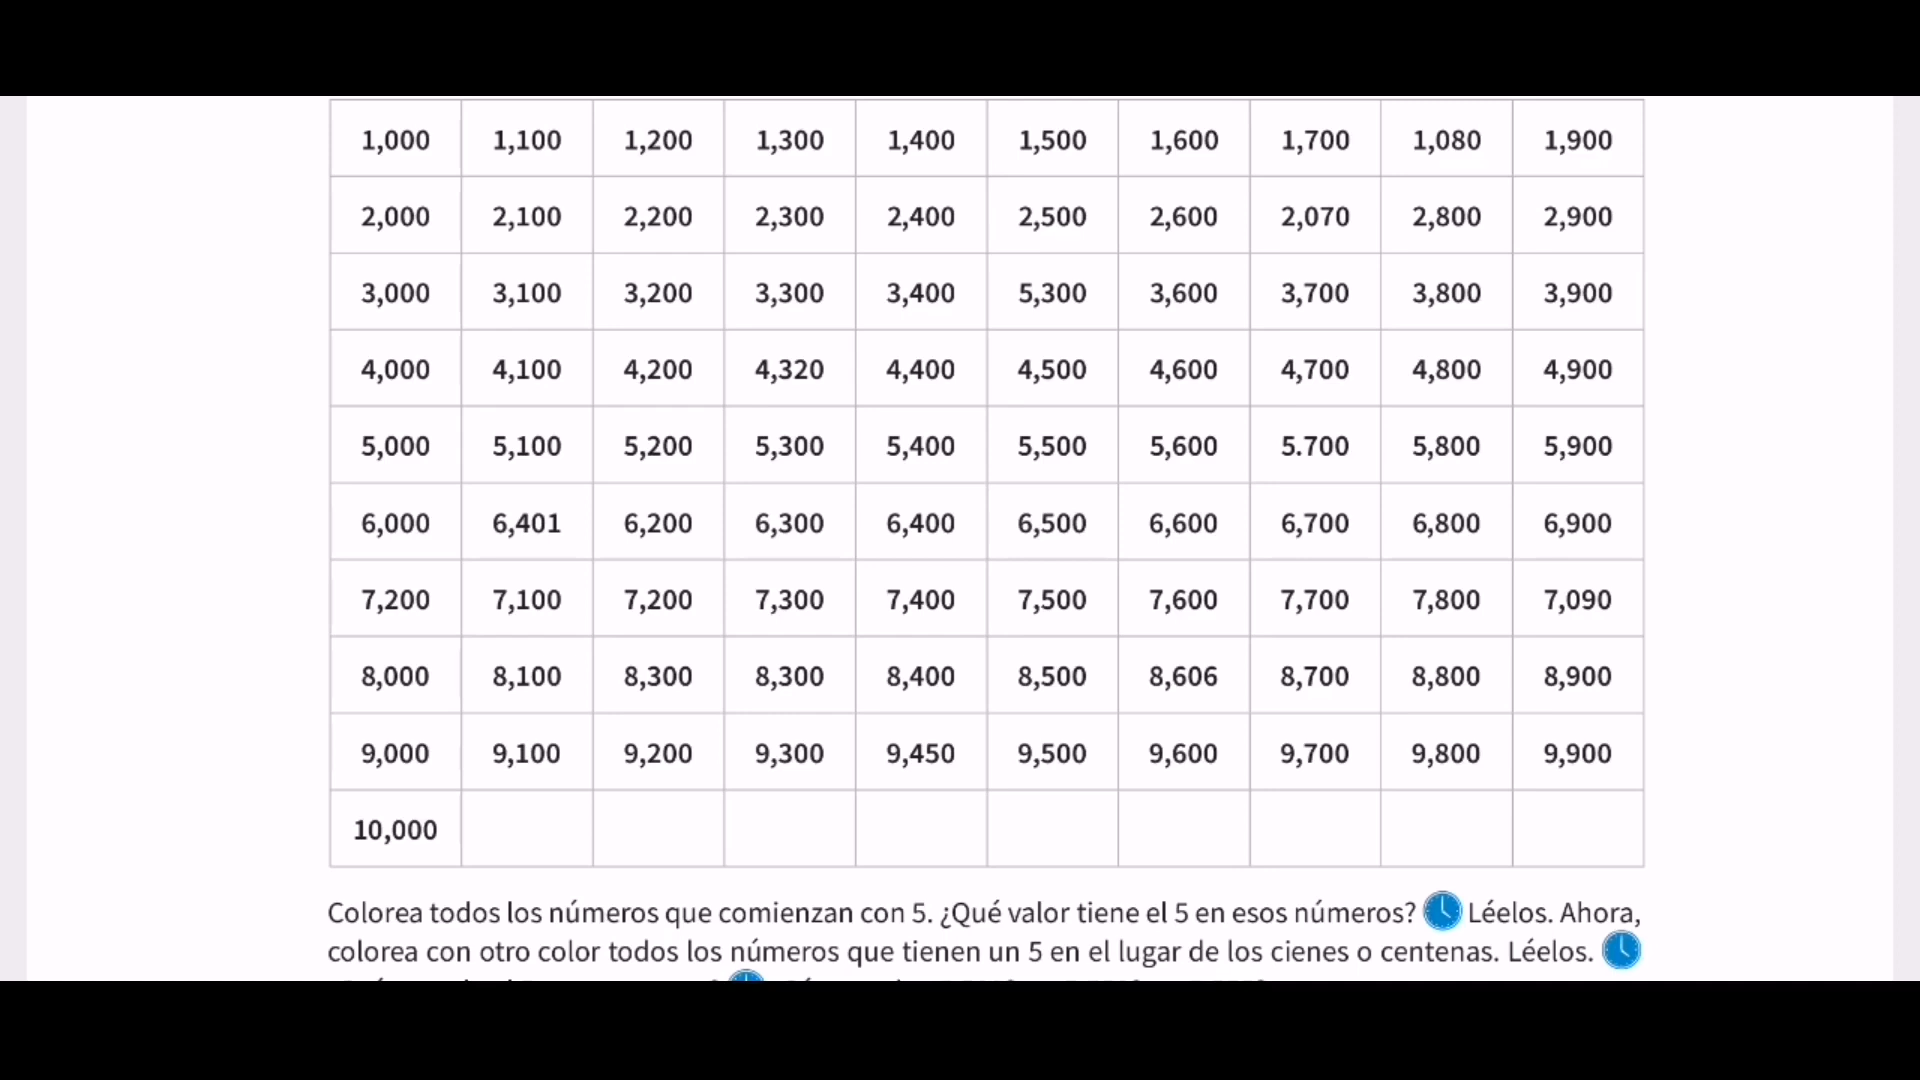 1,000 1,100 1,200 1,300 1,400 1,500 1,600 1,700 1,080 1,900
2,000 2,100 2,200 2,300 2,400 2,500 2,600 2,070 2,800 2,900
3,000 3,100 3,200 3,300 3,400 5,300 3,600 3,700 3,800 3,900
4,000 4,100 4,200 4,320 4,400 4,500 4,600 4,700 4,800 4,900
5,000 5,100 5,200 5,300 5,400 5,500 5,600 5.700 5,800 5,900
6,000 6,401 6,200 6,300 6,400 6,500 6,600 6,700 6,800 6,900
7,200 7,100 7,200 7,300 7,400 7,500 7,600 7,700 7,800 7,090
8,000 8,100 8,300 8,300 8,400 8,500 8,606 8,700 8,800 8,900
9,000 9,100 9,200 9,300 9,450 9,500 9,600 9,700 9,800 9,900
10,000
Colorea todos los números que comienzan con 5. ¿Qué valor tiene el 5 en esos números? Léelos. Ahora,
colorea con otro color todos los números que tienen un 5 en el lugar de los cienes o centenas. Léelos.